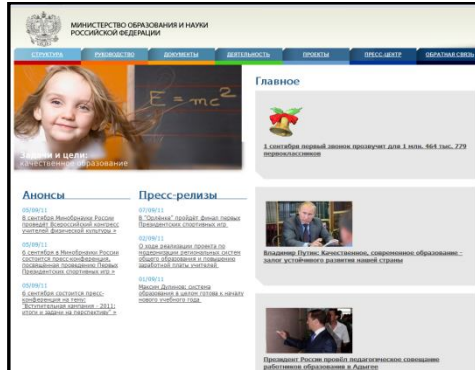 МИНИСТЕРСТВО ОБРАЗОВАНИЯ И НАУКИ
РОССИЙСКОЙ ФЕДЕРАЦИИ
СТРУКТУРА РУКОВОДСТВО ДОКУМЕНТЫ ДЕЯТЕЛЬНОСТЬ ПРОЕКТЫ ПРЕСС-ЦЕНТР ОБРАТНАЯ СВЯЗЬ
E = mc2
Задачи и цели:
качественное образование
Анонсы
05/09/11
8 сентября Минобрнауки России
проведёт Всероссийский конгресс
учителей физической культуры »
05/09/11
6 сентября в Минобрнауки России
состоится пресс-конференция,
посвящённая проведению Первых
Президентских спортивных игр »
05/09/11
6 сентября состоится пресс-
конференция на тему:
"Вступительная кампания - 2011:
итоги и задачи на перспективу" »
Пресс-релизы
07/09/11
В "Орлёнке" пройдёт финал первых
Президентских спортивных игр
02/09/11
О ходе реализации проекта по
модернизации региональных систем
общего образования и повышению
заработной платы учителей
01/09/11
Максим Дулинов: система
образования в целом готова к началу
нового учебного года
Главное
1 сентября первый звонок прозвучит для 1 млн. 464 тыс. 779
первоклассников
Владимир Путин: Качественное, современное образование -
залог устойчивого развития нашей страны
Президент России провёл педагогическое совещание
работников образования в Адыгее